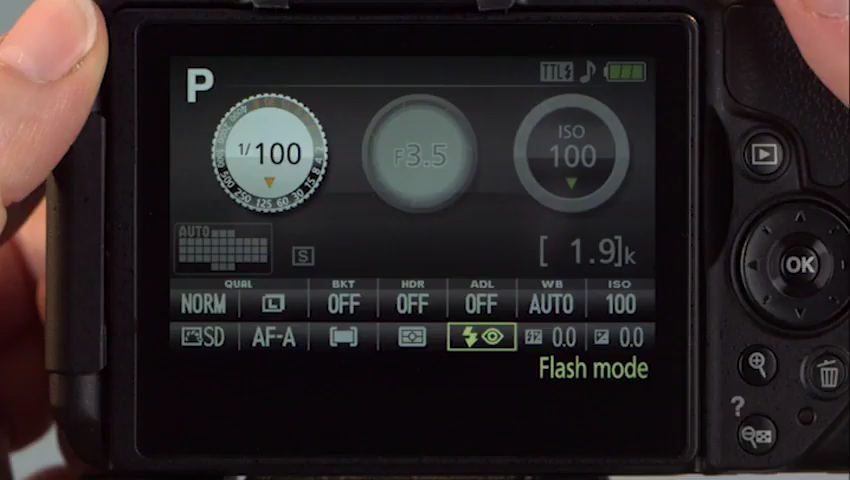 P TTL
1/100 F3.5 ISO 100
AUTO
S [ 1.9]k
QUAL BKT HDR ADL WB ISO
NORM L OFF OFF OFF AUTO 100
SD AF-A 0.0 0.0
Flash mode
OK
?